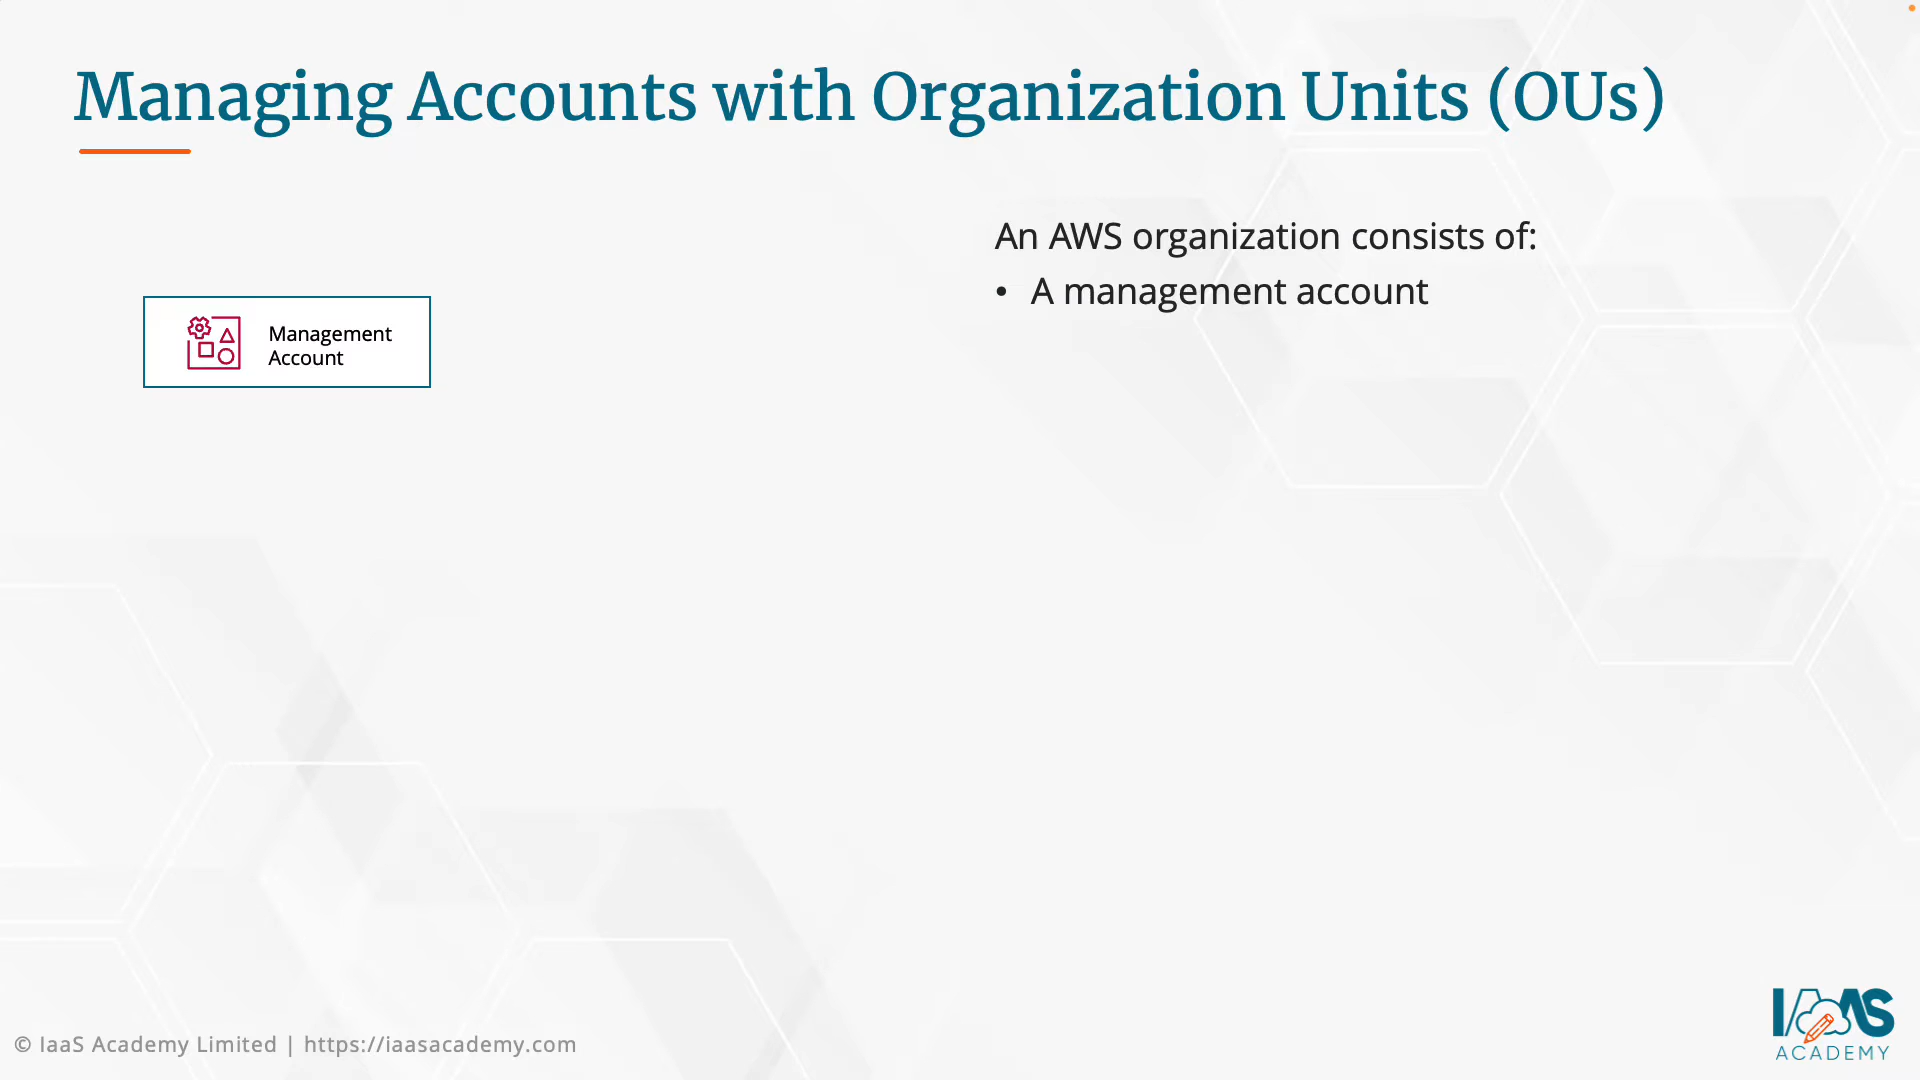 Managing Accounts with Organization Units (OUs)
An AWS organization consists of:
• A management account
Management
Account
© IaaS Academy Limited | https://iaasacademy.com
IAAS
ACADEMY